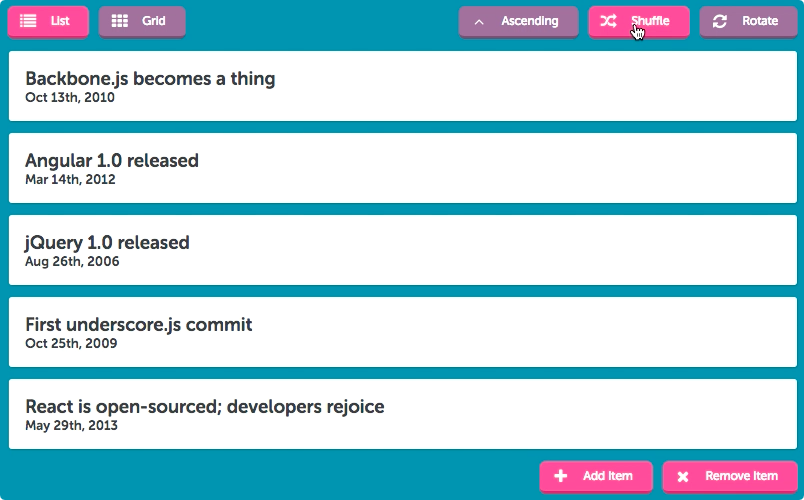 List Grid Ascending Shuffle Rotate
Backbone.js becomes a thing
Oct 13th, 2010
Angular 1.0 released
Mar 14th, 2012
jQuery 1.0 released
Aug 26th, 2006
First underscore.js commit
Oct 25th, 2009
React is open-sourced; developers rejoice
May 29th, 2013
Add Item Remove Item